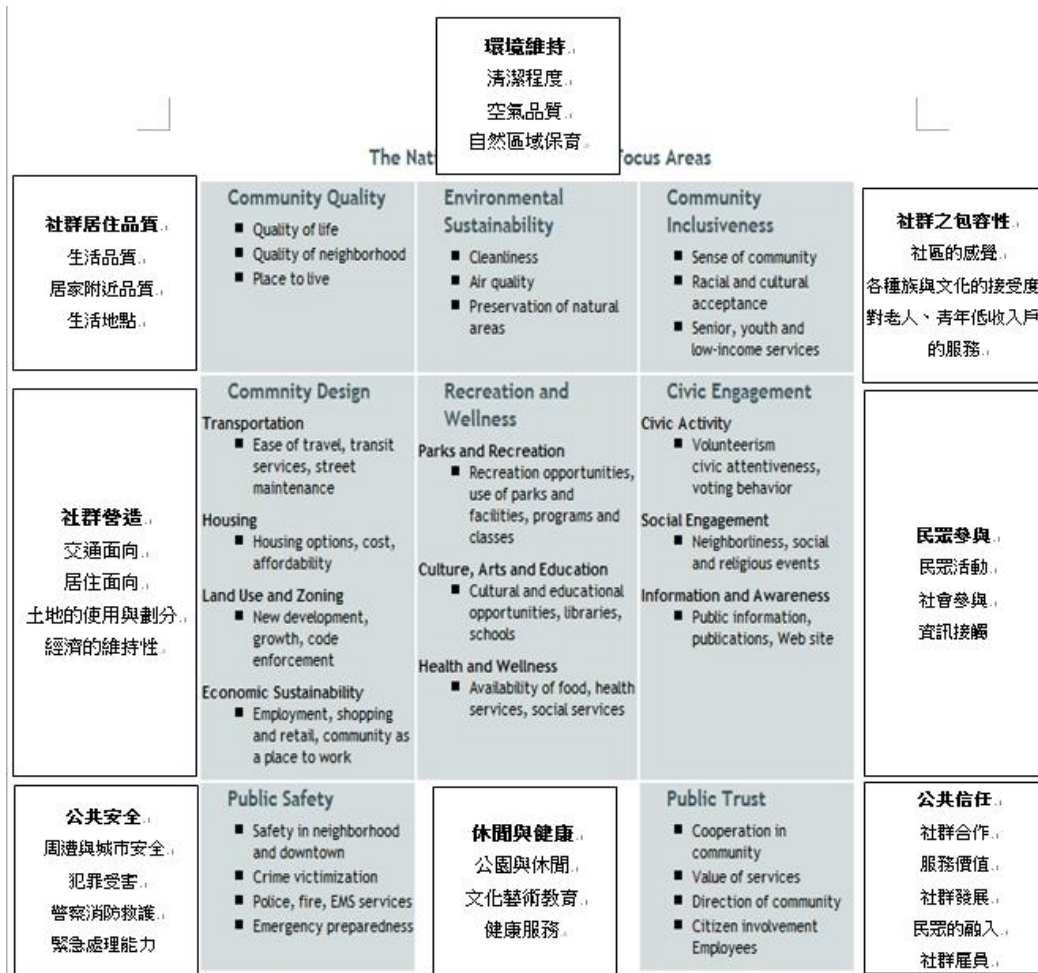 環境維持
清潔程度
空氣品質
自然區域保育
The Nat
ocus Areas
社群居住品質
生活品質
居家附近品質
生活地點
Community Quality
■ Quality of life
■ Quality of neighborhood
■ Place to live
Environmental
Sustainability
■ Cleanliness
■ Air quality
■ Preservation of natural
areas
Community
Inclusiveness
■ Sense of community
■ Racial and cultural
acceptance
■ Senior, youth and
low-income services
社群之包容性
社區的感覺
各種族與文化的接受度
對老人、青年低收入戶
的服務
社群營造
交通面向
居住面向
土地的使用與劃分
經濟的維持性
Commnity Design
Transportation
■ Ease of travel, transit
services, street
maintenance
Housing
■ Housing options, cost,
affordability
Land Use and Zoning
■ New development,
growth, code
enforcement
Economic Sustainability
■ Employment, shopping
and retail, community as
a place to work
Recreation and
Wellness
Parks and Recreation
■ Recreation opportunities,
use of parks and
facilities, programs and
classes
Culture, Arts and Education
■ Cultural and educational
opportunities, libraries,
schools
Health and Wellness
■ Availability of food, health
services, social services
Civic Engagement
Civic Activity
■ Volunteerism
civic attentiveness,
voting behavior
Social Engagement
■ Neighborliness, social
and religious events
Information and Awareness
■ Public information,
publications, Web site
民眾參與
民眾活動
社會參與
資訊接觸
公共安全
周遭與城市安全
犯罪受害
警察消防救護
緊急處理能力
Public Safety
■ Safety in neighborhood
and downtown
■ Crime victimization
■ Police, fire, EMS services
■ Emergency preparedness
休閒與健康
公園與休閒
文化藝術教育
健康服務
Public Trust
■ Cooperation in
community
■ Value of services
■ Direction of community
■ Citizen involvement
Employees
公共信任
社群合作
服務價值
社群發展
民眾的融入
社群雇員